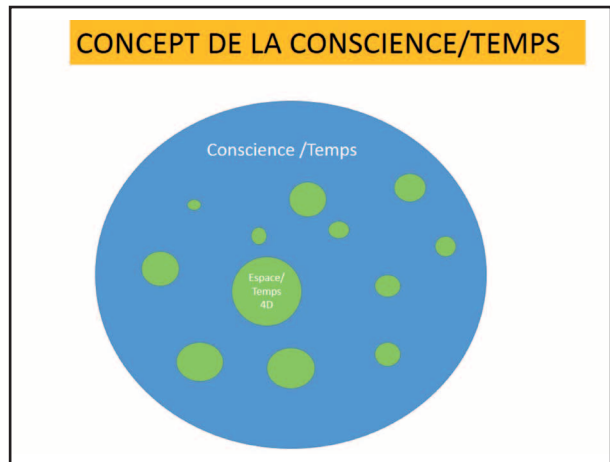 CONCEPT DE LA CONSCIENCE/TEMPS
Conscience /Temps
Espace/
Temps
4D